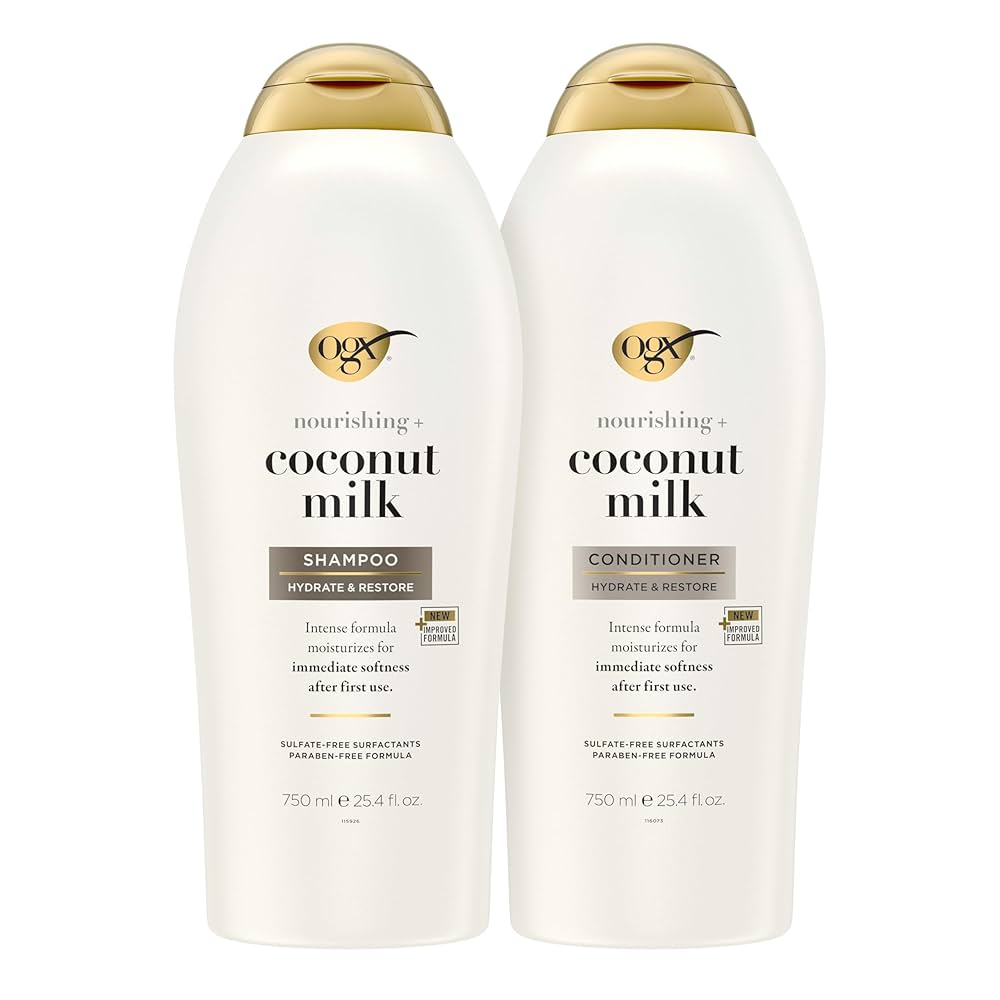 ogx®
nourishing +
coconut
milk
SHAMPOO
HYDRATE & RESTORE
NEW
+ IMPROVED
FORMULA
Intense formula
moisturizes for
immediate softness
after first use.
SULFATE-FREE SURFACTANTS
PARABEN-FREE FORMULA
750 ml e 25.4 fl. oz.
115926
ogx®
nourishing +
coconut
milk
CONDITIONER
HYDRATE & RESTORE
NEW
+ IMPROVED
FORMULA
Intense formula
moisturizes for
immediate softness
after first use.
SULFATE-FREE SURFACTANTS
PARABEN-FREE FORMULA
750 ml e 25.4 fl. oz.
116073